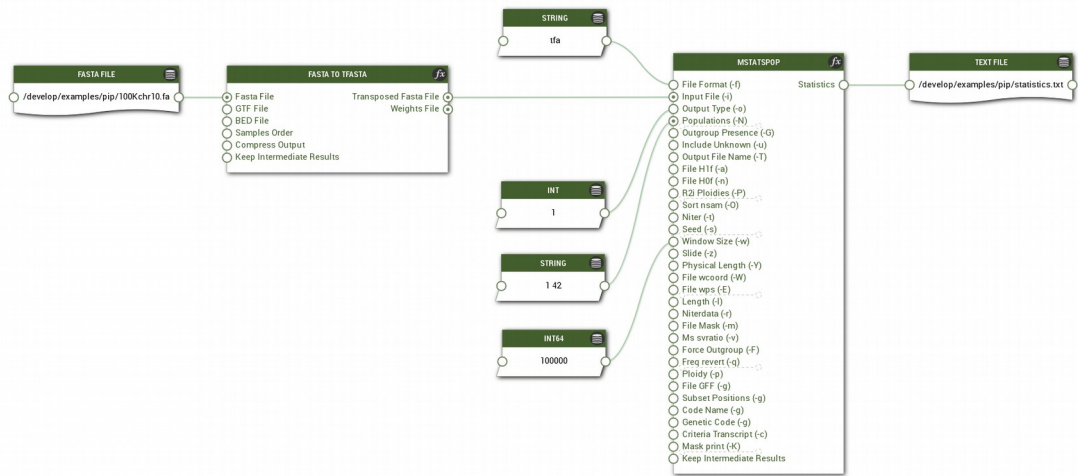 STRING
tfa
FASTA FILE
/develop/examples/pip/100Kchr10.fa
FASTA TO TFASTA
fx
Fasta File
GTF File
BED File
Samples Order
Compress Output
Keep Intermediate Results
Transposed Fasta File
Weights File
INT
1
STRING
1 42
INT64
100000
MSTATSPOP
fx
File Format (-f)
Input File (-i)
Output Type (-o)
Populations (-N)
Outgroup Presence (-G)
Include Unknown (-u)
Output File Name (-T)
File H1f (-a)
File H0f (-n)
R2i Ploidies (-P)
Sort nsam (-O)
Niter (-t)
Seed (-s)
Window Size (-w)
Slide (-z)
Physical Length (-Y)
File wcoord (-W)
File wps (-E)
Length (-l)
Niterdata (-r)
File Mask (-m)
Ms svratio (-v)
Force Outgroup (-F)
Freq revert (-q)
Ploidy (-p)
File GFF (-g)
Subset Positions (-g)
Code Name (-g)
Genetic Code (-g)
Criteria Transcript (-c)
Mask print (-K)
Keep Intermediate Results
Statistics
TEXT FILE
/develop/examples/pip/statistics.txt